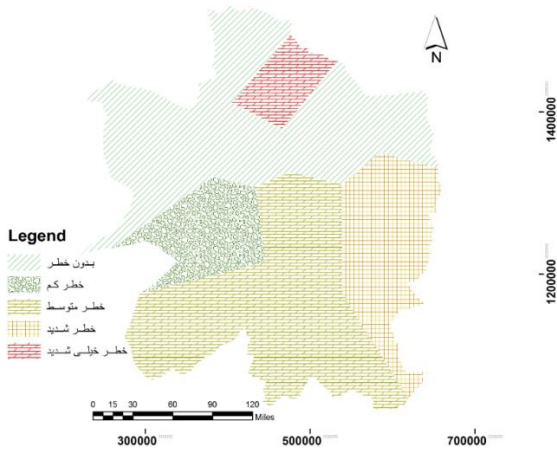 N
1400000
1200000
Legend
بدون خطر
خطر کم
خطر متوسط
خطر شدید
خطر خیلی شدید
0 15 30 60 90 120
Miles
300000 500000 700000